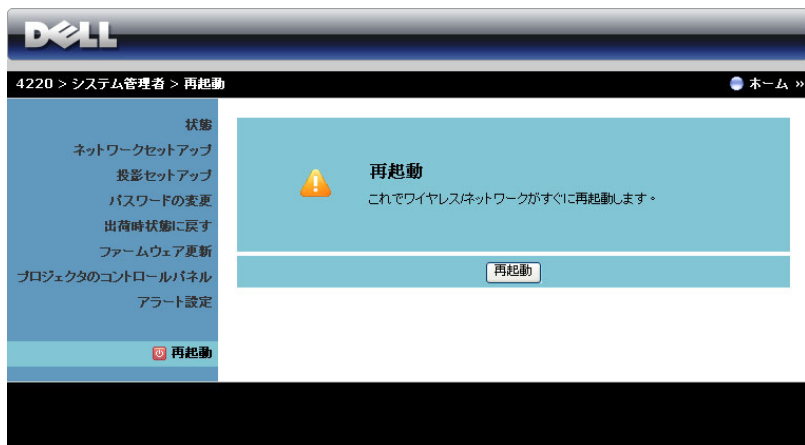 DELL
4220 > システム管理者 > 再起動
ホーム »
状態
ネットワークセットアップ
投影セットアップ
パスワードの変更
出荷時状態に戻す
ファームウェア更新
プロジェクタのコントロールパネル
アラート設定
再起動
再起動
これでワイヤレス/ネットワークがすぐに再起動します。
再起動